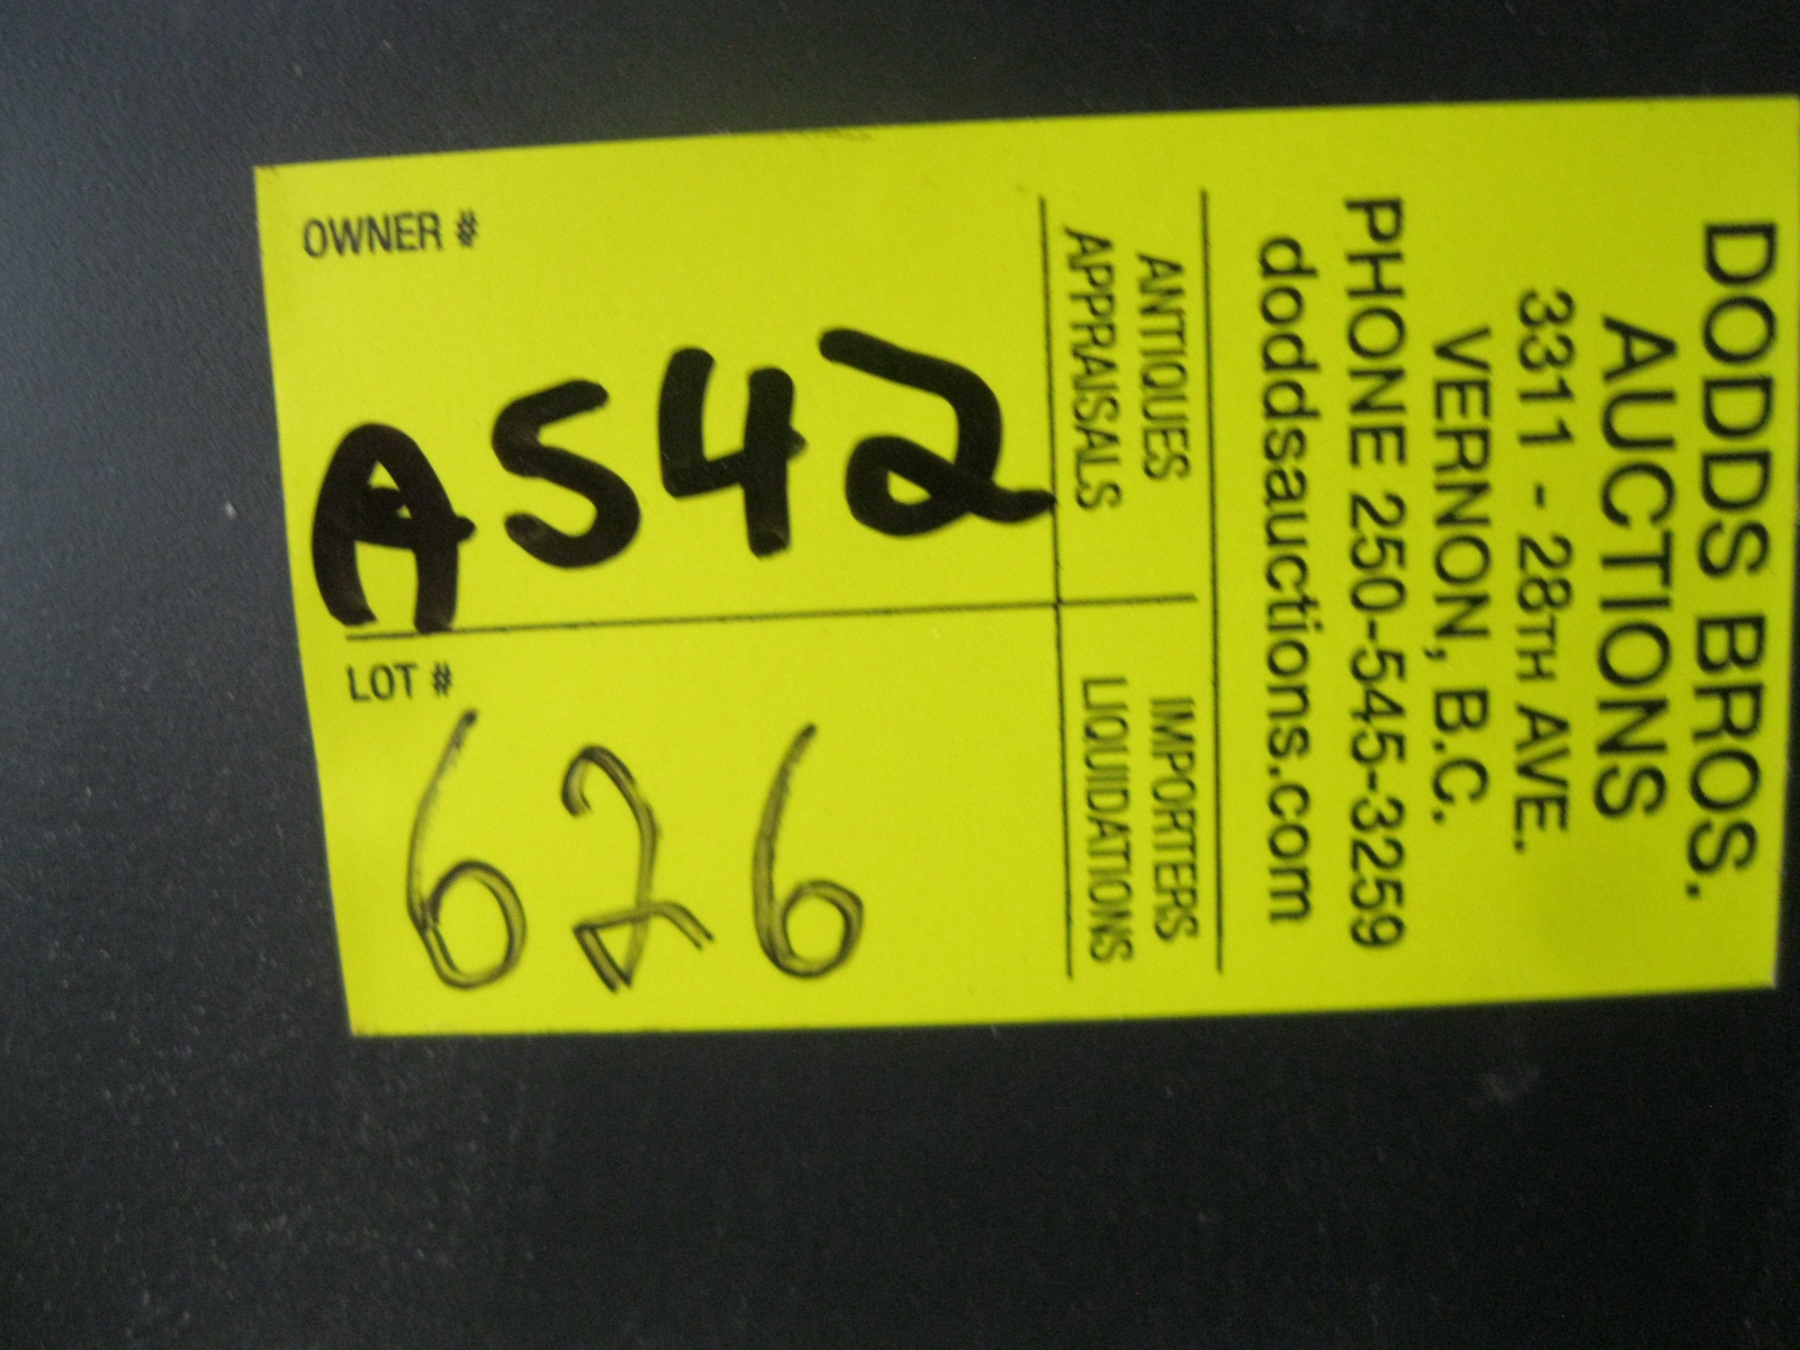 DODDS BROS.
AUCTIONS
3311 - 28TH AVE.
VERNON, B.C.
PHONE 250-545-3259
doddsauctions.com
ANTIQUES
APPRAISALS
IMPORTERS
LIQUIDATIONS
OWNER #
A542
LOT #
626